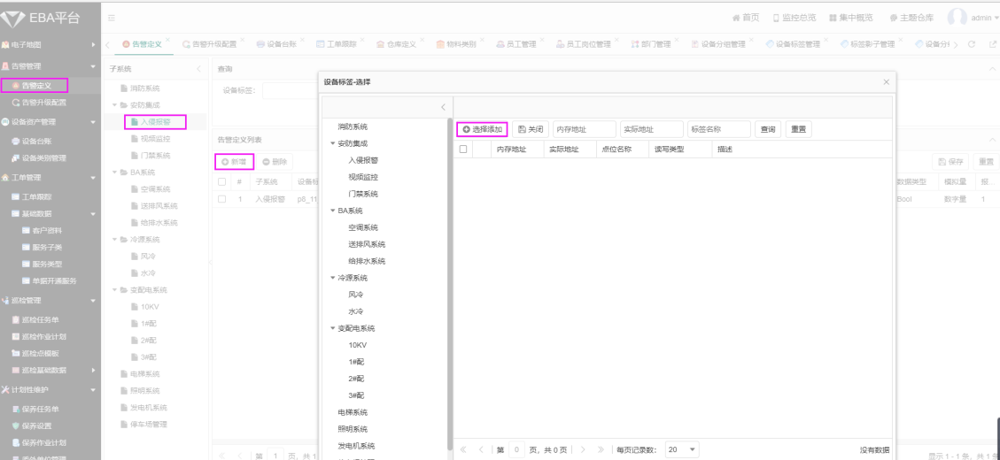 EBA平台
首页 监控总览 集中概览 主题仓库 admin
电子地图
告警管理
告警定义
告警升级配置
设备资产管理
设备台账
设备类别管理
工单管理
工单跟踪
基础数据
客户资料
服务子类
服务类型
单据开通服务
巡检管理
巡检任务单
巡检作业计划
巡检点模板
巡检基础数据
计划性维护
保养任务单
保养设置
保养作业计划
委外单位管理
告警定义 × 告警升级配置 × 设备台账 × 工单跟踪 × 仓库定义 × 物料类别 × 员工管理 × 员工岗位管理 × 部门管理 × 设备分组管理 × 设备标签管理 × 标签影子管理 × 设备分
子系统
消防系统
安防集成
入侵报警
视频监控
门禁系统
BA系统
空调系统
送排风系统
给排水系统
冷源系统
风冷
水冷
变配电系统
10KV
1#配
2#配
3#配
电梯系统
照明系统
发电机系统
停车场管理
查询
设备标签：
告警定义列表
新增 删除 保存 重置
# 子系统 设备标 数据类型 模拟量 报...
1 入侵报警 p8_11 Bool 数字量 1
第 1 页，共 1
显示 1 - 1 条，共 1 条
设备标签-选择 ×
消防系统
安防集成
入侵报警
视频监控
门禁系统
BA系统
空调系统
送排风系统
给排水系统
冷源系统
风冷
水冷
变配电系统
10KV
1#配
2#配
3#配
电梯系统
照明系统
发电机系统
选择添加 关闭 内存地址 实际地址 标签名称 查询 重置
内存地址 实际地址 点位名称 读写类型 描述
第 0 页，共 0 页 每页记录数： 20 没有数据